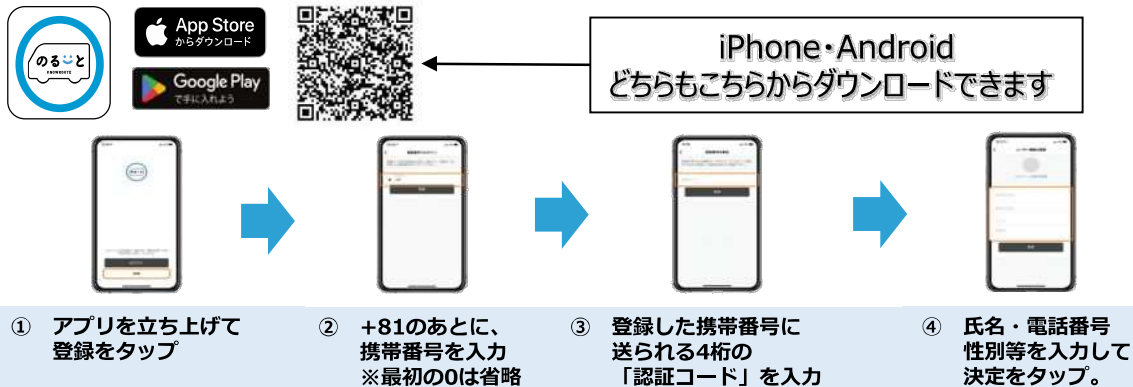 のるーと
KNOWROUTE
App Store
からダウンロード
Google Play
で手に入れよう
iPhone・Android
どちらもこちらからダウンロードできます
① アプリを立ち上げて
登録をタップ
② +81のあとに、
携帯番号を入力
※最初の0は省略
③ 登録した携帯番号に
送られる4桁の
「認証コード」を入力
④ 氏名・電話番号
性別等を入力して
決定をタップ。